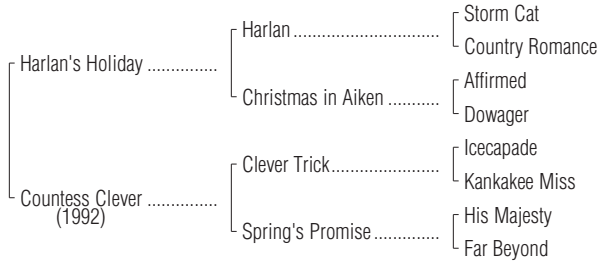 Storm Cat
Harlan ..................................
Country Romance
Harlan's Holiday ................
Affirmed
Christmas in Aiken ............
Dowager
Icecapade
Clever Trick.........................
Kankakee Miss
Countess Clever ................
(1992)
His Majesty
Spring's Promise ...............
Far Beyond